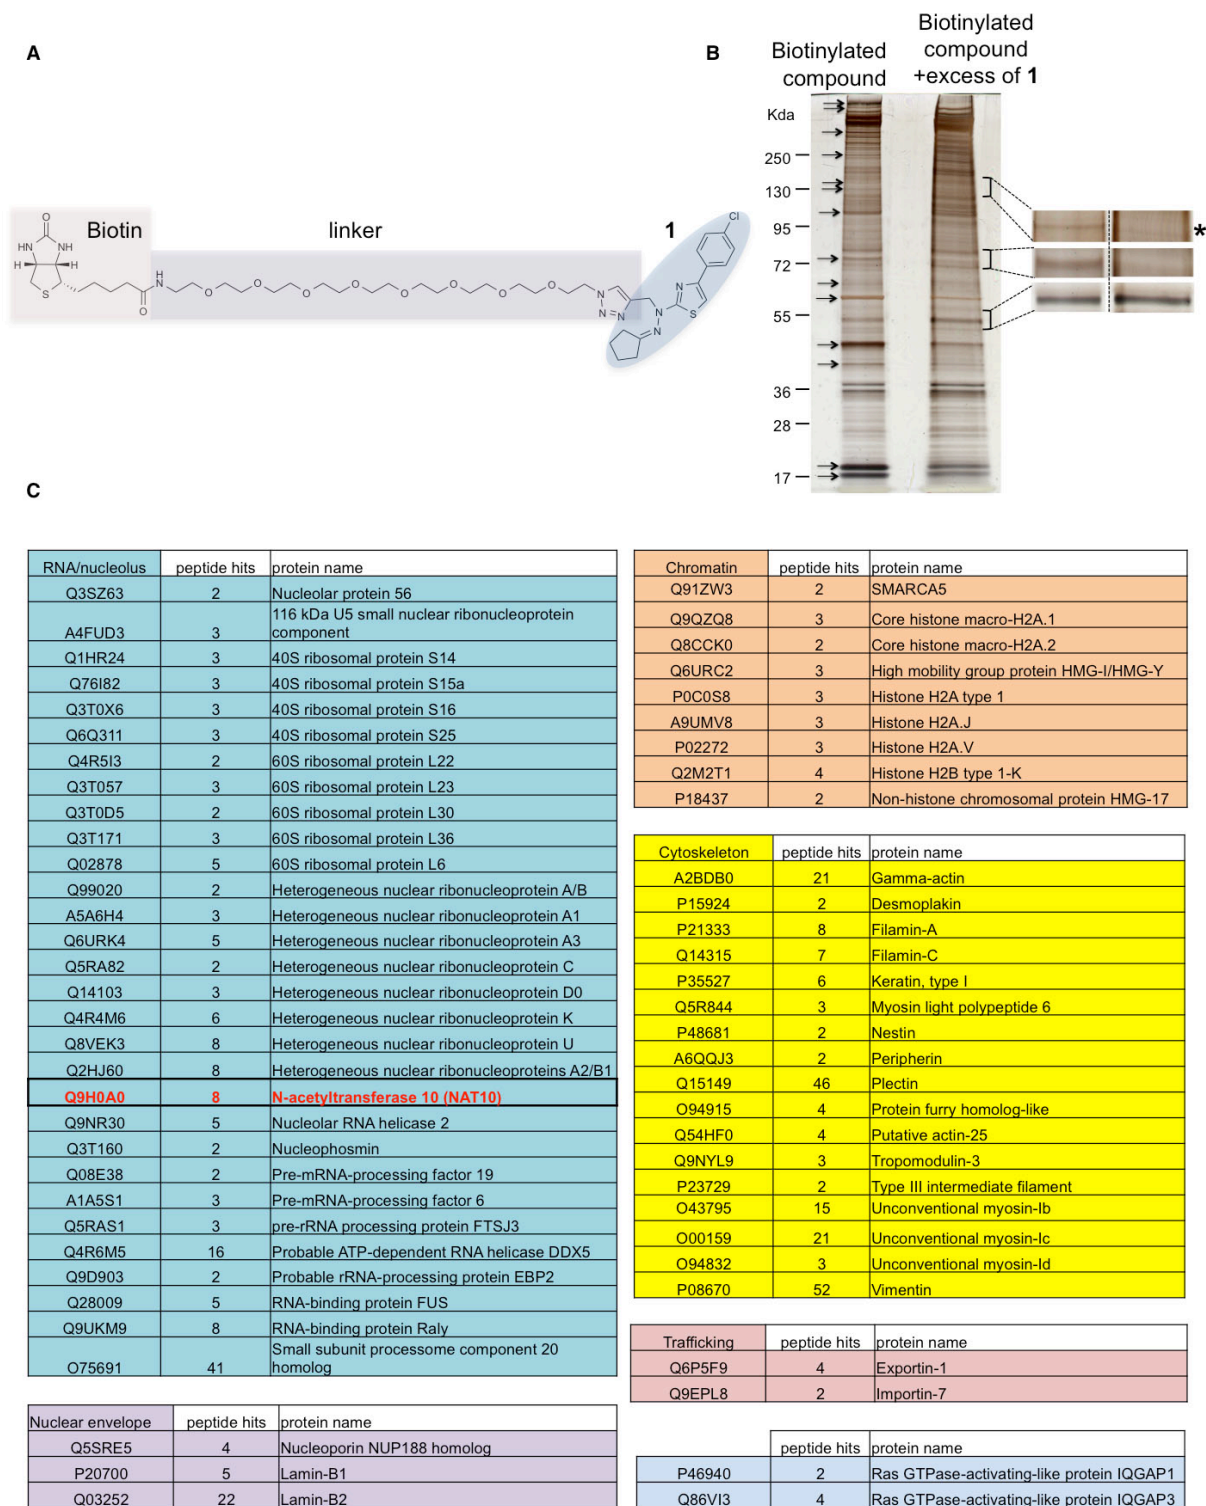 A
Biotin
linker
1
O
HN
NH
H
H
S
O
H
N
O
O
O
O
O
O
O
O
N
N
N
N
N
N
S
Cl
B
Biotinylated
compound
Biotinylated
compound
+excess of 1
Kda
250
130
95
72
55
36
28
17
*
C
RNA/nucleolus peptide hits protein name
Q3SZ63 2 Nucleolar protein 56
A4FUD3 3 116 kDa U5 small nuclear ribonucleoprotein
component
Q1HR24 3 40S ribosomal protein S14
Q76I82 3 40S ribosomal protein S15a
Q3T0X6 3 40S ribosomal protein S16
Q6Q311 3 40S ribosomal protein S25
Q4R5I3 2 60S ribosomal protein L22
Q3T057 3 60S ribosomal protein L23
Q3T0D5 2 60S ribosomal protein L30
Q3T171 3 60S ribosomal protein L36
Q02878 5 60S ribosomal protein L6
Q99020 2 Heterogeneous nuclear ribonucleoprotein A/B
A5A6H4 3 Heterogeneous nuclear ribonucleoprotein A1
Q6URK4 5 Heterogeneous nuclear ribonucleoprotein A3
Q5RA82 2 Heterogeneous nuclear ribonucleoprotein C
Q14103 3 Heterogeneous nuclear ribonucleoprotein D0
Q4R4M6 6 Heterogeneous nuclear ribonucleoprotein K
Q8VEK3 8 Heterogeneous nuclear ribonucleoprotein U
Q2HJ60 8 Heterogeneous nuclear ribonucleoproteins A2/B1
Q9H0A0 8 N-acetyltransferase 10 (NAT10)
Q9NR30 5 Nucleolar RNA helicase 2
Q3T160 2 Nucleophosmin
Q08E38 2 Pre-mRNA-processing factor 19
A1A5S1 3 Pre-mRNA-processing factor 6
Q5RAS1 3 pre-rRNA processing protein FTSJ3
Q4R6M5 16 Probable ATP-dependent RNA helicase DDX5
Q9D903 2 Probable rRNA-processing protein EBP2
Q28009 5 RNA-binding protein FUS
Q9UKM9 8 RNA-binding protein Raly
O75691 41 Small subunit processome component 20
homolog
Nuclear envelope peptide hits protein name
Q5SRE5 4 Nucleoporin NUP188 homolog
P20700 5 Lamin-B1
Q03252 22 Lamin-B2
Chromatin peptide hits protein name
Q91ZW3 2 SMARCA5
Q9QZQ8 3 Core histone macro-H2A.1
Q8CCK0 2 Core histone macro-H2A.2
Q6URC2 3 High mobility group protein HMG-I/HMG-Y
P0C0S8 3 Histone H2A type 1
A9UMV8 3 Histone H2A.J
P02272 3 Histone H2A.V
Q2M2T1 4 Histone H2B type 1-K
P18437 2 Non-histone chromosomal protein HMG-17
Cytoskeleton peptide hits protein name
A2BDB0 21 Gamma-actin
P15924 2 Desmoplakin
P21333 8 Filamin-A
Q14315 7 Filamin-C
P35527 6 Keratin, type I
Q5R844 3 Myosin light polypeptide 6
P48681 2 Nestin
A6QQJ3 2 Peripherin
Q15149 46 Plectin
O94915 4 Protein furry homolog-like
Q54HF0 4 Putative actin-25
Q9NYL9 3 Tropomodulin-3
P23729 2 Type III intermediate filament
O43795 15 Unconventional myosin-Ib
O00159 21 Unconventional myosin-Ic
O94832 3 Unconventional myosin-Id
P08670 52 Vimentin
Trafficking peptide hits protein name
Q6P5F9 4 Exportin-1
Q9EPL8 2 Importin-7
peptide hits protein name
P46940 2 Ras GTPase-activating-like protein IQGAP1
Q86VI3 4 Ras GTPase-activating-like protein IQGAP3